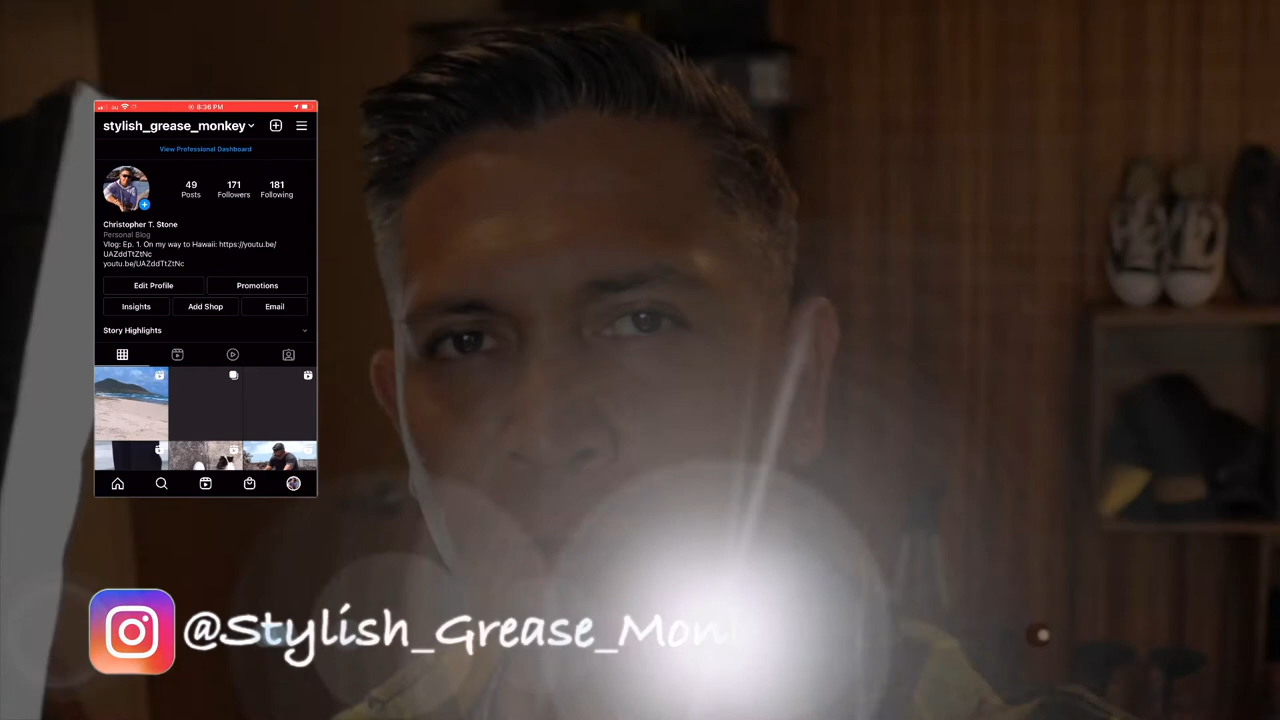 au 8:36 PM
stylish_grease_monkey
View Professional Dashboard
49 171 181
Posts Followers Following
Christopher T. Stone
Personal Blog
Vlog: Ep. 1. On my way to Hawaii: https://youtu.be/
UAZddTtZtNc
youtu.be/UAZddTtZtNc
Edit Profile Promotions
Insights Add Shop Email
Story Highlights
@Stylish_Grease_Mon